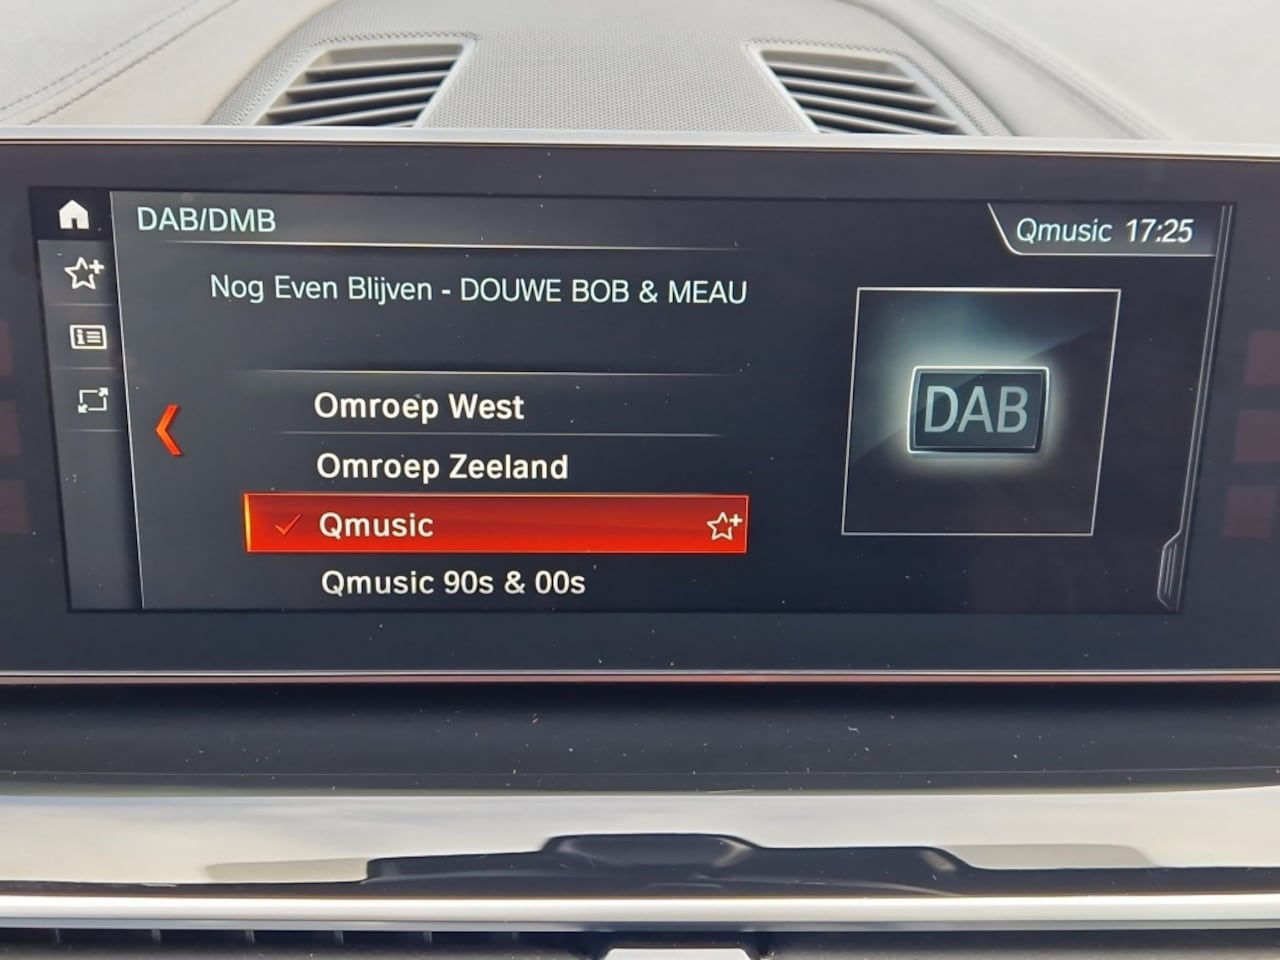 DAB/DMB
Qmusic 17:25
Nog Even Blijven - DOUWE BOB & MEAU
Omroep West
Omroep Zeeland
Qmusic
Qmusic 90s & 00s
DAB